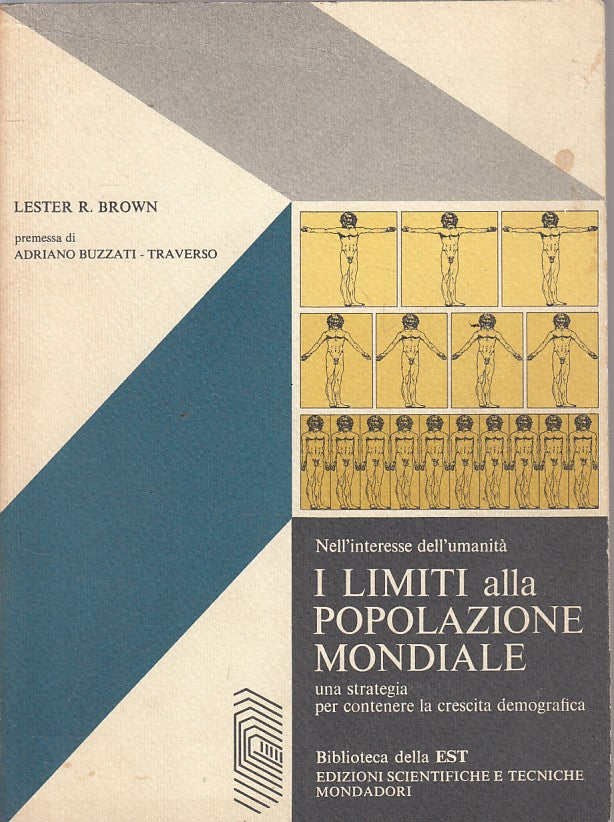 LESTER R. BROWN
premessa di
ADRIANO BUZZATI - TRAVERSO
Nell'interesse dell'umanità
I LIMITI alla
POPOLAZIONE
MONDIALE
una strategia
per contenere la crescita demografica
Biblioteca della EST
EDIZIONI SCIENTIFICHE E TECNICHE
MONDADORI